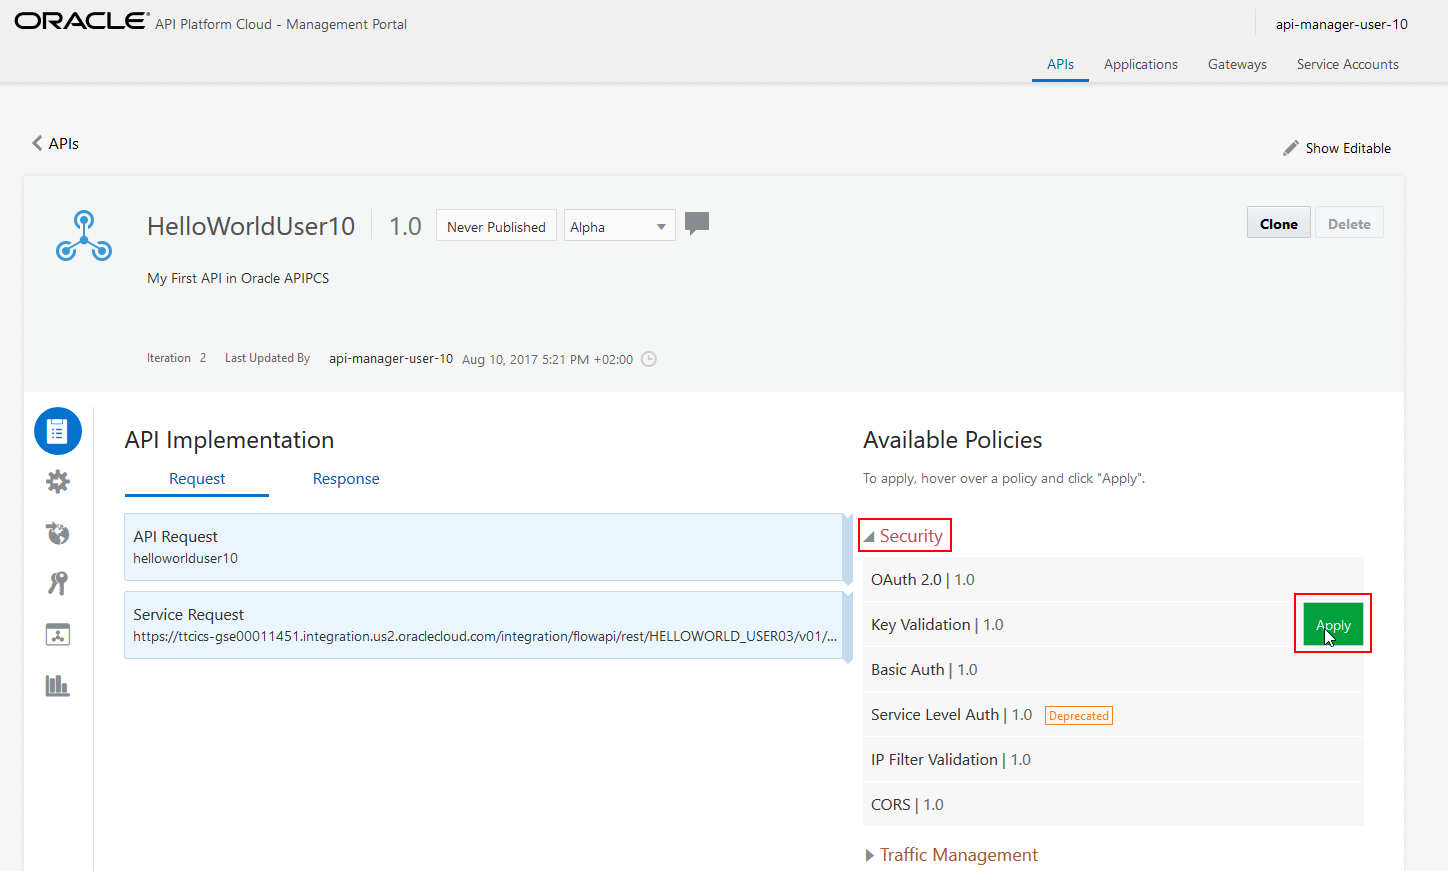 ORACLE® API Platform Cloud - Management Portal
api-manager-user-10
APIs Applications Gateways Service Accounts
APIs
Show Editable
HelloWorldUser10 1.0 Never Published Alpha
Clone Delete
My First API in Oracle APIPCS
Iteration 2 Last Updated By api-manager-user-10 Aug 10, 2017 5:21 PM +02:00
API Implementation
Request Response
API Request
helloworlduser10
Service Request
https://ttcics-gse00011451.integration.us2.oraclecloud.com/integration/flowapi/rest/HELLOWORLD_USER03/v01/...
Available Policies
To apply, hover over a policy and click "Apply".
Security
OAuth 2.0 | 1.0
Key Validation | 1.0
Apply
Basic Auth | 1.0
Service Level Auth | 1.0 Deprecated
IP Filter Validation | 1.0
CORS | 1.0
Traffic Management